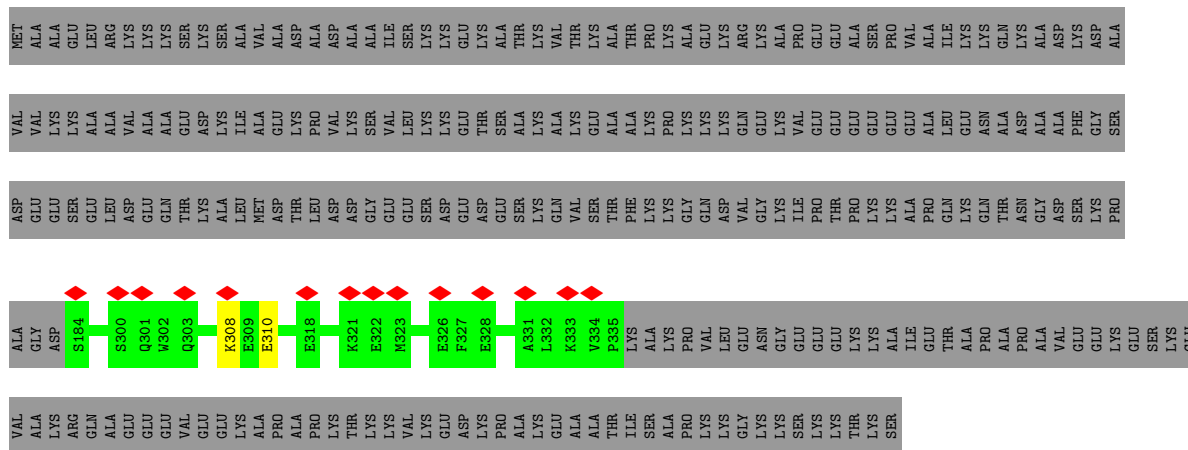 MET ALA ALA GLU LEU ARG LYS LYS LYS SER LYS SER ALA VAL ALA ASP ALA ASP ALA ALA ILE SER LYS LYS GLU LYS ALA THR LYS VAL THR LYS ALA THR PRO LYS ALA GLU LYS ARG LYS ALA PRO GLU GLU ALA SER PRO VAL ALA ILE LYS LYS GLN LYS ALA ASP LYS ASP ALA
VAL VAL LYS LYS ALA ALA VAL ALA ALA GLU ASP LYS ILE ALA GLU LYS PRO VAL LYS SER VAL LEU LYS LYS GLU THR SER ALA LYS ALA LYS GLU ALA ALA LYS PRO LYS LYS LYS GLN GLU LYS VAL GLU GLU GLU GLU GLU ALA LEU GLU ASN ALA ASP ALA ALA PHE GLY SER
ASP GLU GLU SER GLU LEU ASP GLU GLN THR LYS ALA LEU MET ASP THR LEU ASP ASP GLY GLU GLU SER ASP GLU ASP GLU SER LYS GLN VAL SER THR PHE LYS LYS GLY GLN ASP VAL GLY LYS ILE PRO THR PRO LYS LYS ALA PRO GLN LYS GLN THR ASN GLY ASP SER LYS PRO
ALA GLY ASP S184 S300 Q301 W302 Q303 K308 E309 E310 E318 K321 E322 M323 E326 F327 E328 A331 L332 K333 V334 P335 LYS ALA LYS PRO VAL LEU GLU ASN GLY GLU GLU GLU LYS LYS ALA ILE GLU THR ALA PRO ALA PRO ALA VAL GLU GLU LYS GLU SER LYS
VAL ALA LYS ARG GLN ALA GLU GLU GLU VAL GLU GLU LYS ALA PRO ALA PRO LYS THR LYS LYS VAL LYS GLU ASP LYS PRO ALA LYS GLU ALA ALA THR ILE SER ALA PRO LYS LYS GLY LYS LYS SER LYS LYS THR LYS SER